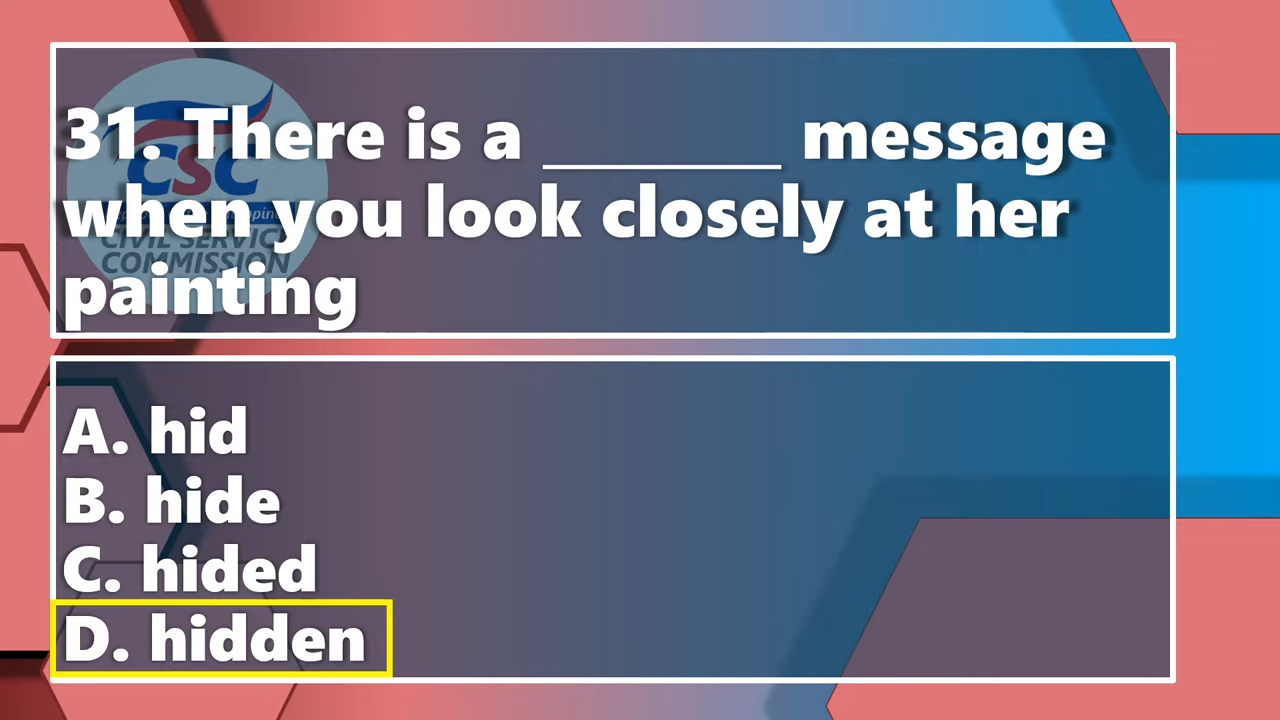 31. There is a _______ message
when you look closely at her
painting
CSC
CIVIL SERVICE
COMMISSION
A. hid
B. hide
C. hided
D. hidden